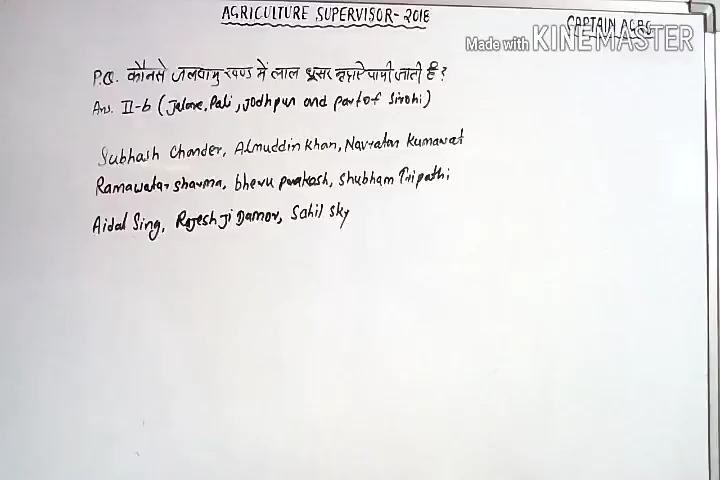 AGRICULTURE SUPERVISOR-2018
CAPTAIN AGRO
Made with KINEMASTER
P.Q. कौनसे जलवायु खण्ड में लाल धूसर मृदाऐ पायी जाती है?
Ans. II-b (Jalore, Pali, Jodhpur and part of Sirohi)
Subhash Chander, Almuddin Khan, Navratan Kumawat
Ramawatar Sharma, bheru prakash, Shubham Tripathi
Aidal Sing, Rajesh ji Damor, Sahil Sky